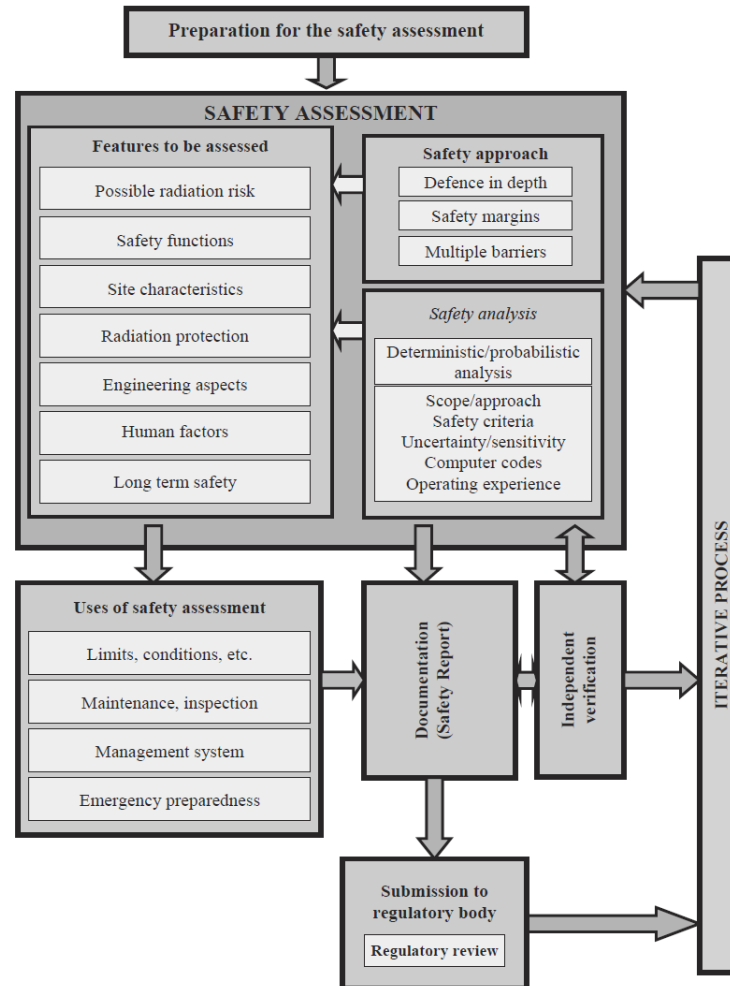 Preparation for the safety assessment
SAFETY ASSESSMENT
Features to be assessed
Possible radiation risk
Safety functions
Site characteristics
Radiation protection
Engineering aspects
Human factors
Long term safety
Safety approach
Defence in depth
Safety margins
Multiple barriers
Safety analysis
Deterministic/probabilistic
analysis
Scope/approach
Safety criteria
Uncertainty/sensitivity
Computer codes
Operating experience
Uses of safety assessment
Limits, conditions, etc.
Maintenance, inspection
Management system
Emergency preparedness
Documentation
(Safety Report)
Independent
verification
Submission to
regulatory body
Regulatory review
ITERATIVE PROCESS